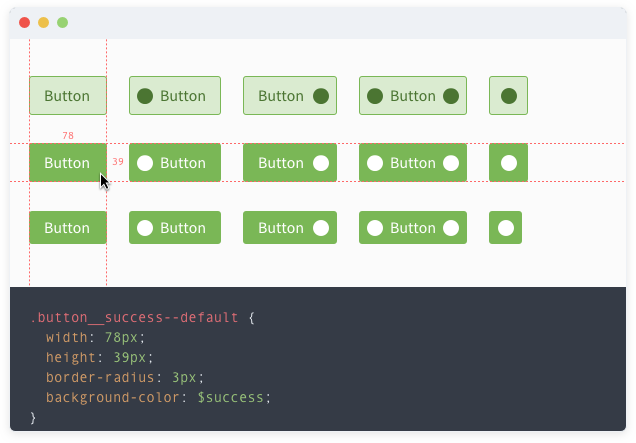 Button Button Button Button
78
Button 39 Button Button Button
Button Button Button Button
.button__success--default {
width: 78px;
height: 39px;
border-radius: 3px;
background-color: $success;
}